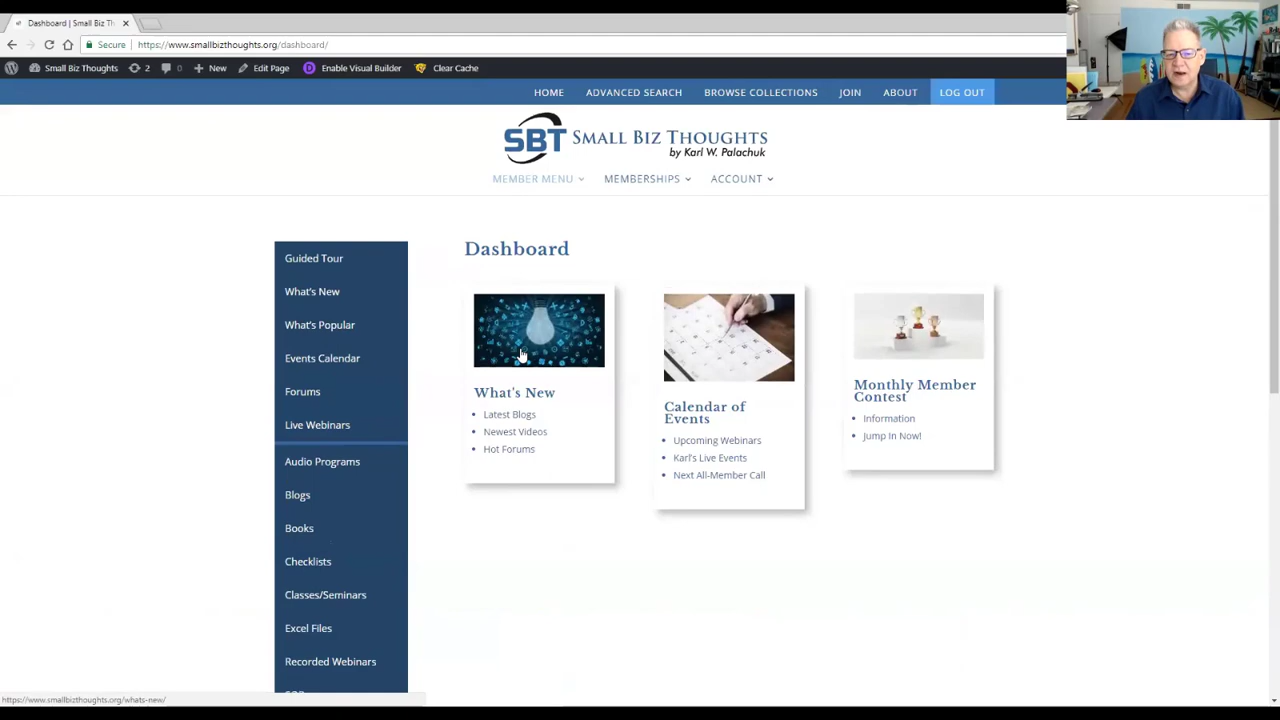 Dashboard | Small Biz Th
Secure
https://www.smallbizthoughts.org/dashboard/
Small Biz Thoughts
2
0
New
Edit Page
Enable Visual Builder
Clear Cache
HOME
ADVANCED SEARCH
BROWSE COLLECTIONS
JOIN
ABOUT
LOG OUT
SBT SMALL BIZ THOUGHTS
by Karl W. Palachuk
MEMBER MENU
MEMBERSHIPS
ACCOUNT
Guided Tour
What's New
What's Popular
Events Calendar
Forums
Live Webinars
Audio Programs
Blogs
Books
Checklists
Classes/Seminars
Excel Files
Recorded Webinars
Dashboard
What's New
Latest Blogs
Newest Videos
Hot Forums
Calendar of
Events
Upcoming Webinars
Karl's Live Events
Next All-Member Call
Monthly Member
Contest
Information
Jump In Now!
https://www.smallbizthoughts.org/whats-new/